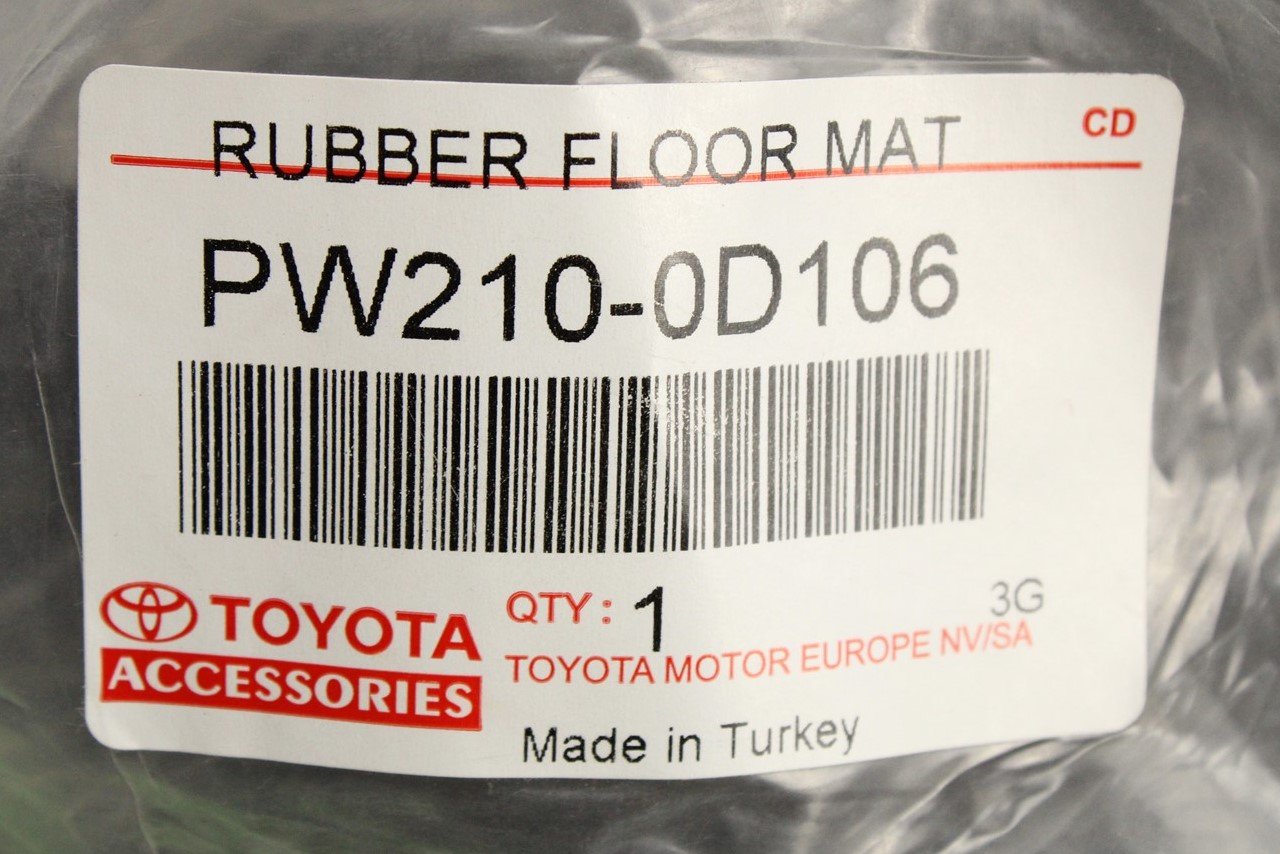 CD
RUBBER FLOOR MAT
PW210-0D106
TOYOTA
ACCESSORIES
QTY: 1
3G
TOYOTA MOTOR EUROPE NV/SA
Made in Turkey